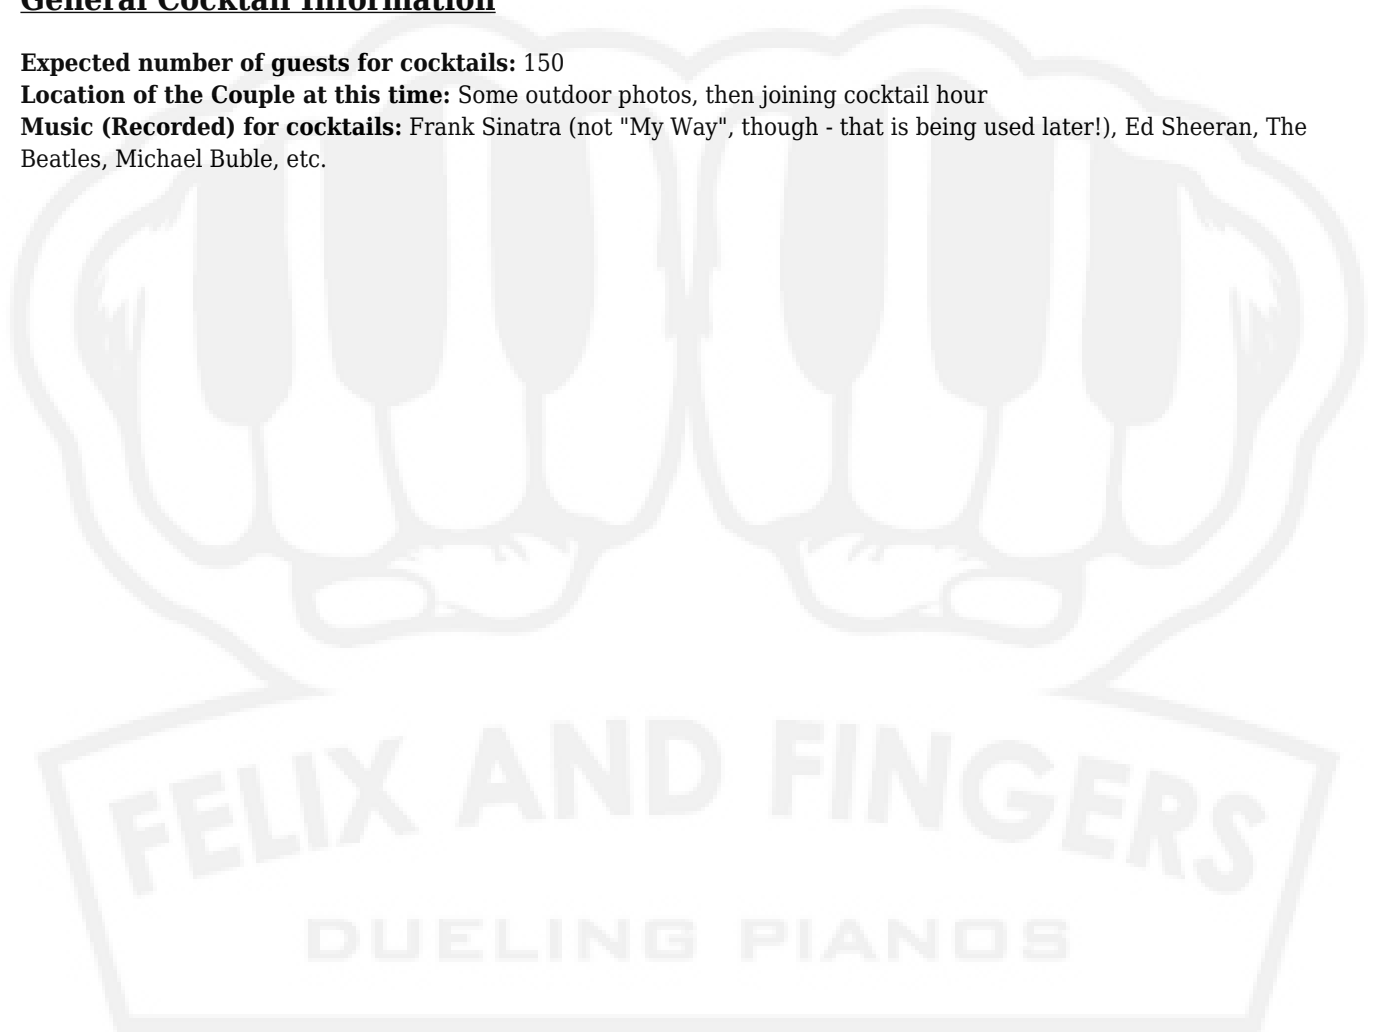 General Cocktail Information
Expected number of guests for cocktails: 150
Location of the Couple at this time: Some outdoor photos, then joining cocktail hour
Music (Recorded) for cocktails: Frank Sinatra (not "My Way", though - that is being used later!), Ed Sheeran, The
Beatles, Michael Buble, etc.
FELIX AND FINGERS
DUELING PIANOS